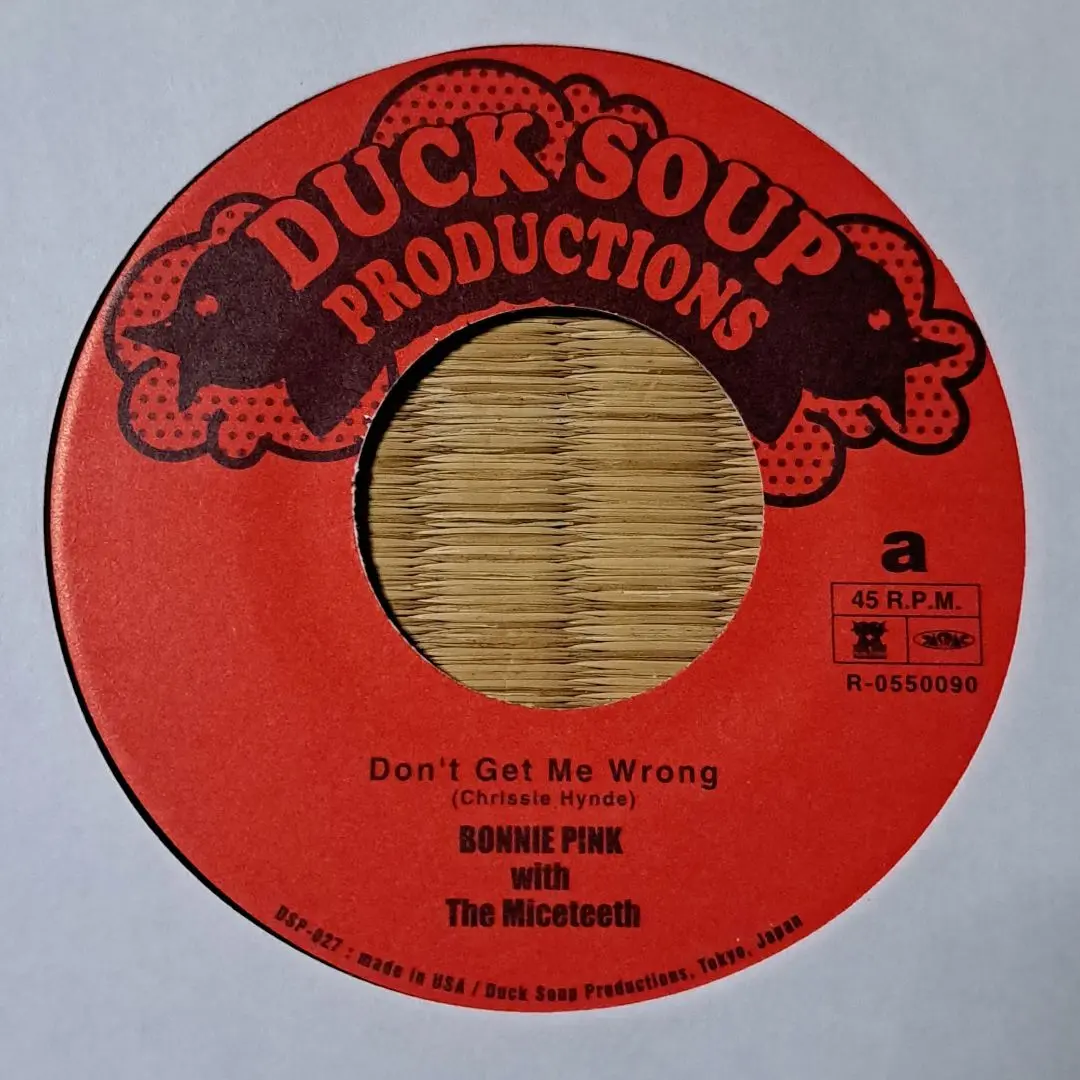 DUCK SOUP
PRODUCTIONS
a
45 R.P.M.
R-0550090
Don't Get Me Wrong
(Chrissie Hynde)
BONNIE PINK
with
The Miceteeth
DSP-027 : made in USA / Duck Soup Productions, Tokyo, Japan